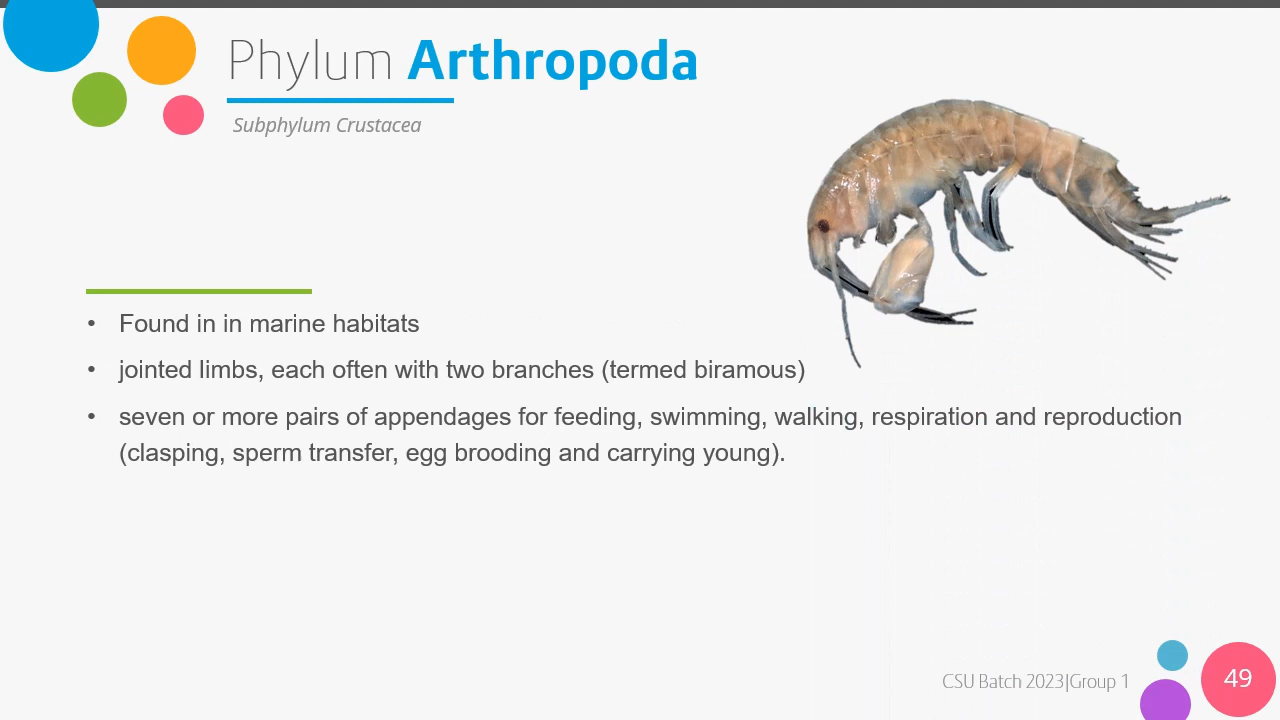 Phylum Arthropoda
Subphylum Crustacea
• Found in in marine habitats
• jointed limbs, each often with two branches (termed biramous)
• seven or more pairs of appendages for feeding, swimming, walking, respiration and reproduction
(clasping, sperm transfer, egg brooding and carrying young).
CSU Batch 2023|Group 1
49